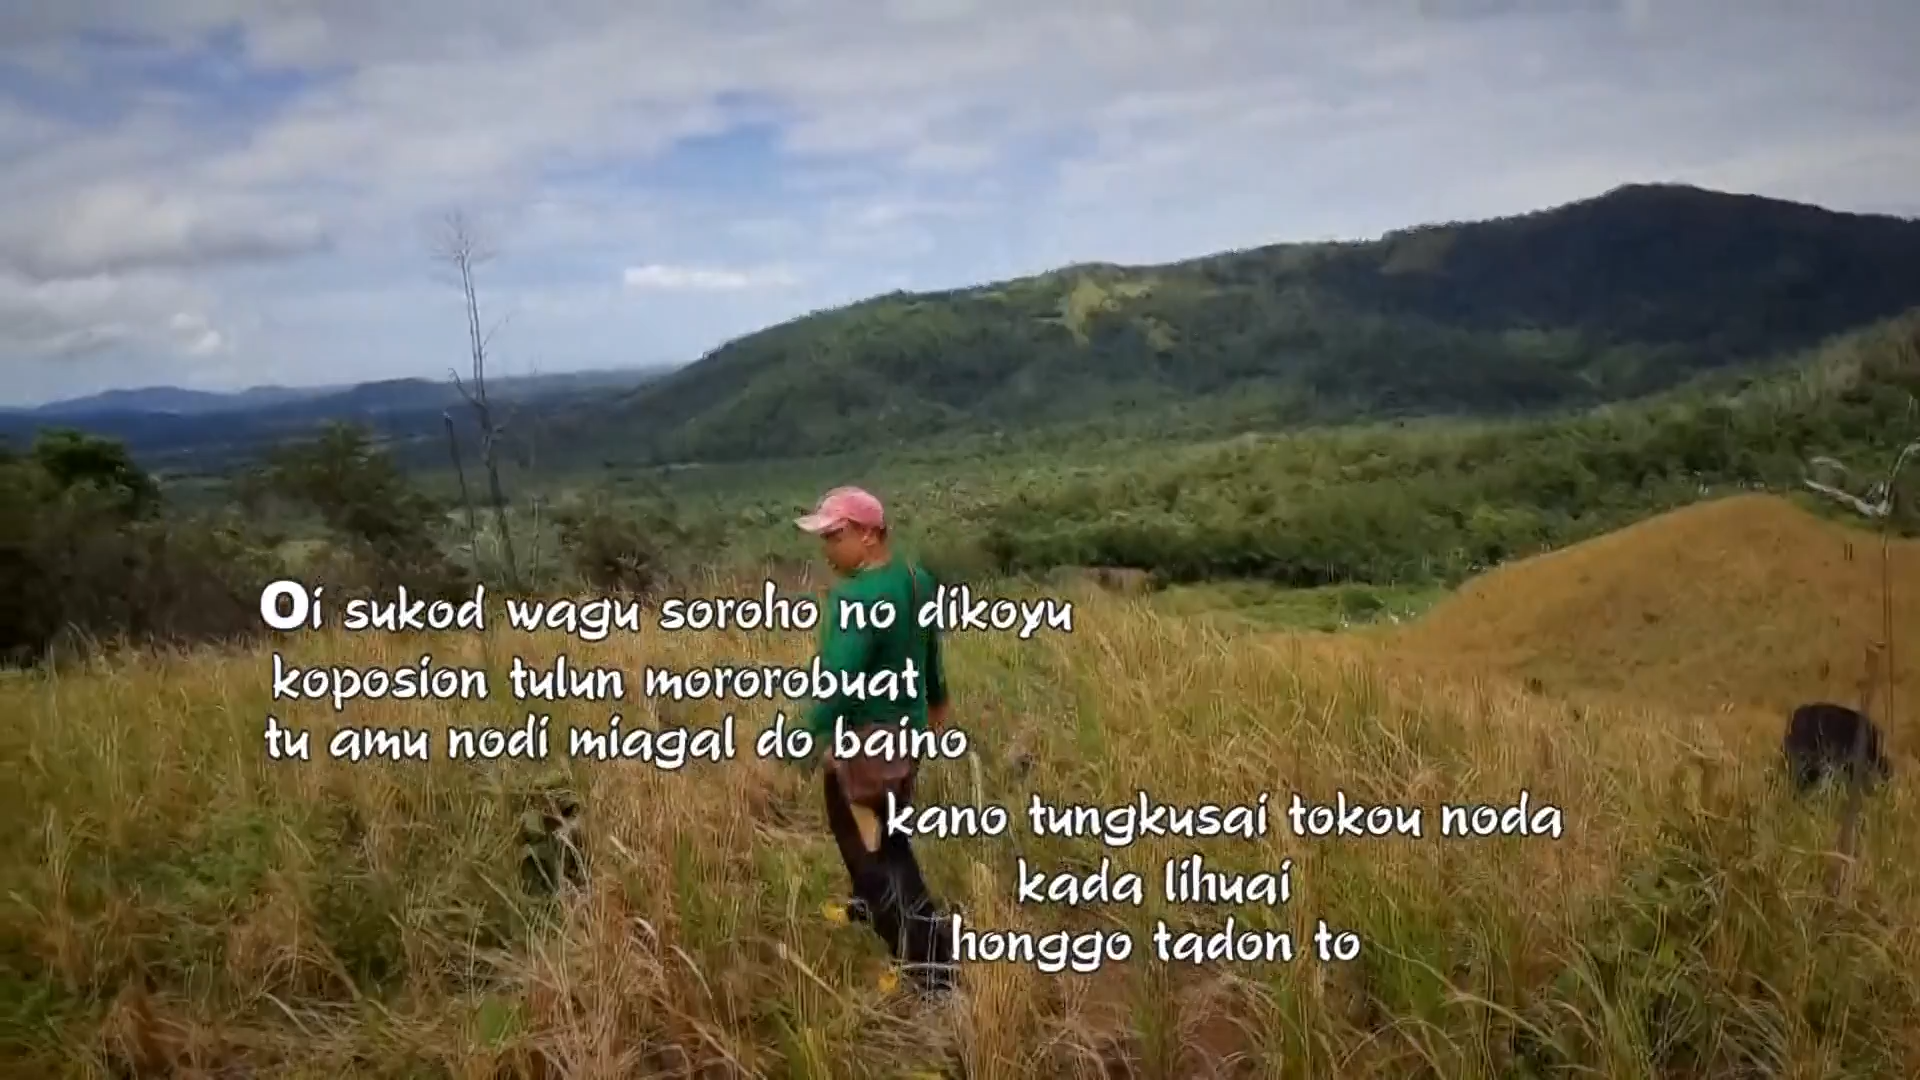 Oi sukod wagu soroho no dikoyu
koposion tulun mororobuat
tu amu nodi miagal do baino
kano tungkusai tokou noda
kada lihuai
honggo tadon to